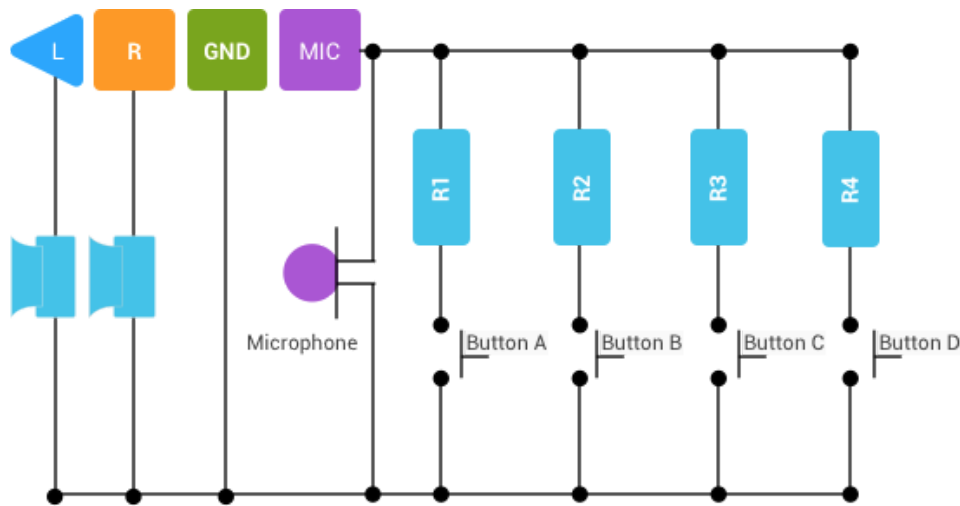 L
R
GND
MIC
R1
R2
R3
R4
Microphone
Button A
Button B
Button C
Button D